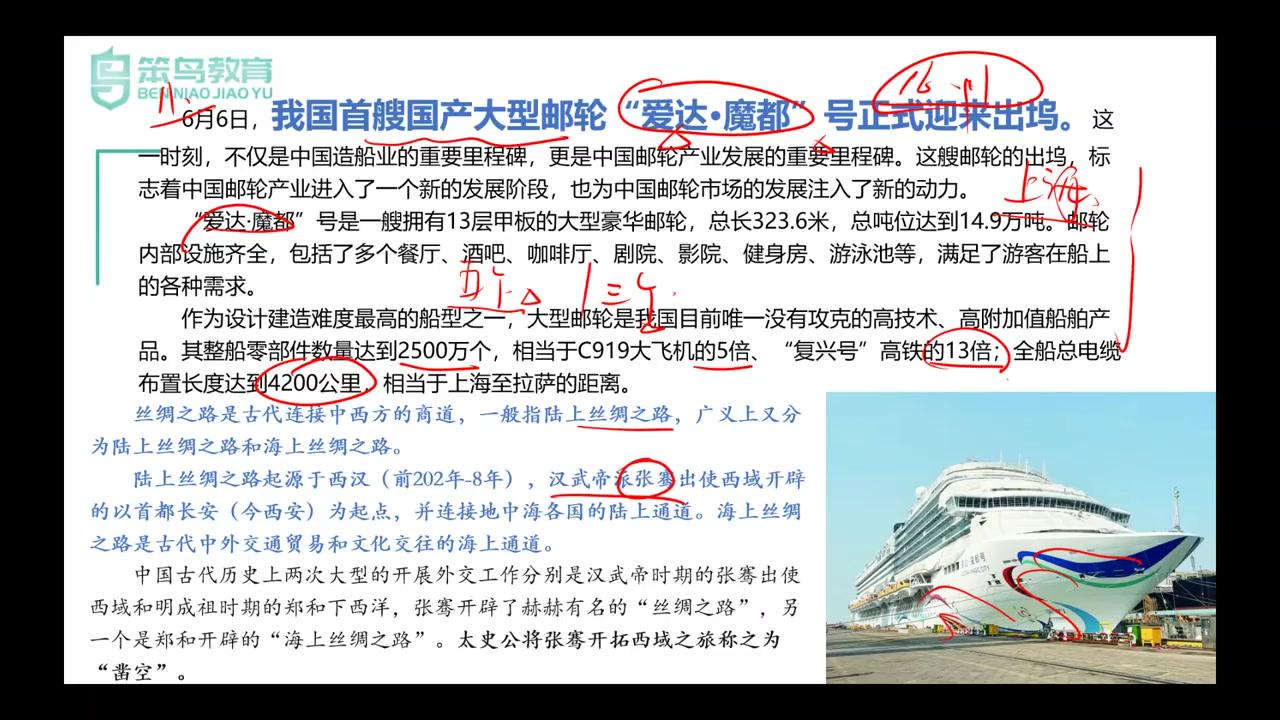 笨鸟教育
BEN NIAO JIAO YU
6月6日，我国首艘国产大型邮轮“爱达·魔都”号正式迎来出坞。这
一时刻，不仅是中国造船业的重要里程碑，更是中国邮轮产业发展的重要里程碑。这艘邮轮的出坞，标
志着中国邮轮产业进入了一个新的发展阶段，也为中国邮轮市场的发展注入了新的动力。
上海
“爱达·魔都”号是一艘拥有13层甲板的大型豪华邮轮，总长323.6米，总吨位达到14.9万吨。邮轮
内部设施齐全，包括了多个餐厅、酒吧、咖啡厅、剧院、影院、健身房、游泳池等，满足了游客在船上
的各种需求。
作为设计建造难度最高的船型之一，大型邮轮是我国目前唯一没有攻克的高技术、高附加值船舶产
品。其整船零部件数量达到2500万个，相当于C919大飞机的5倍、“复兴号”高铁的13倍；全船总电缆
布置长度达到4200公里，相当于上海至拉萨的距离。
丝绸之路是古代连接中西方的商道，一般指陆上丝绸之路，广义上又分
为陆上丝绸之路和海上丝绸之路。
陆上丝绸之路起源于西汉（前202年-8年），汉武帝派张骞出使西域开辟
的以首都长安（今西安）为起点，并连接地中海各国的陆上通道。海上丝绸
之路是古代中外交通贸易和文化交往的海上通道。
中国古代历史上两次大型的开展外交工作分别是汉武帝时期的张骞出使
西域和明成祖时期的郑和下西洋，张骞开辟了赫赫有名的“丝绸之路”，另
一个是郑和开辟的“海上丝绸之路”。太史公将张骞开拓西域之旅称之为
“凿空”。